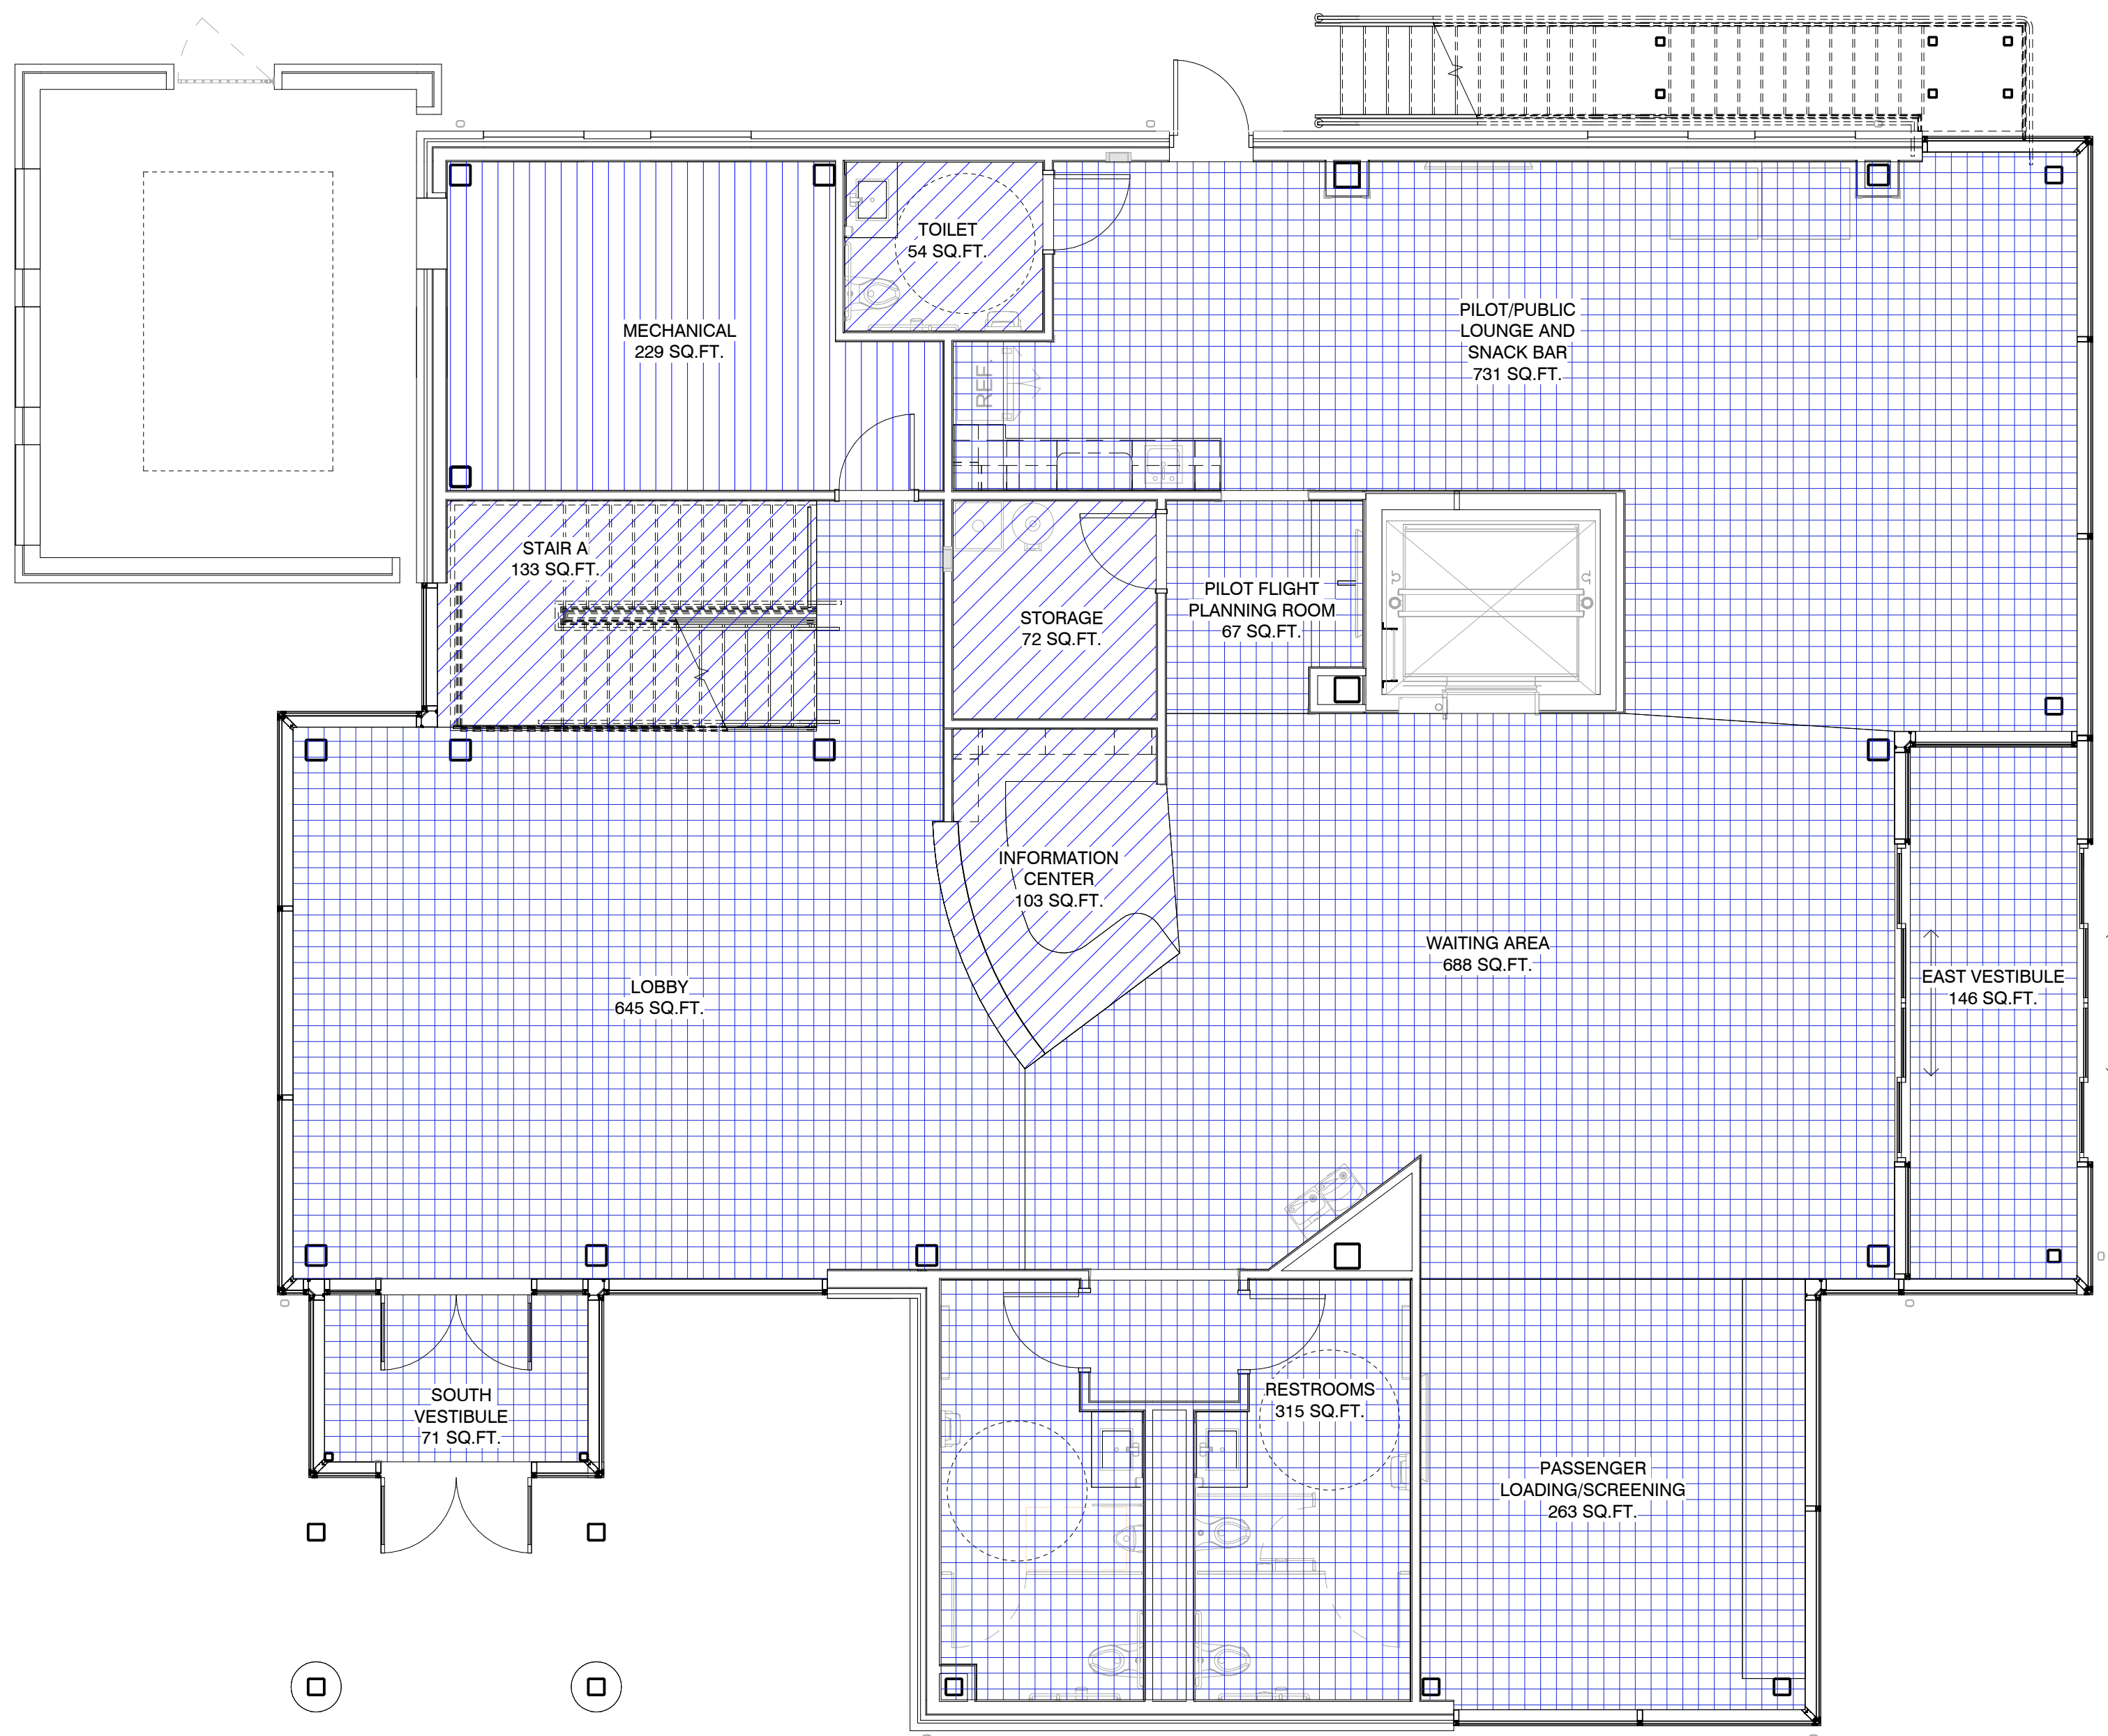 TOILET
54 SQ.FT.
MECHANICAL
229 SQ.FT.
PILOT/PUBLIC
LOUNGE AND
SNACK BAR
731 SQ.FT.
REF.
STAIR A
133 SQ.FT.
STORAGE
72 SQ.FT.
PILOT FLIGHT
PLANNING ROOM
67 SQ.FT.
INFORMATION
CENTER
103 SQ.FT.
WAITING AREA
688 SQ.FT.
EAST VESTIBULE
146 SQ.FT.
LOBBY
645 SQ.FT.
SOUTH
VESTIBULE
71 SQ.FT.
RESTROOMS
315 SQ.FT.
PASSENGER
LOADING/SCREENING
263 SQ.FT.